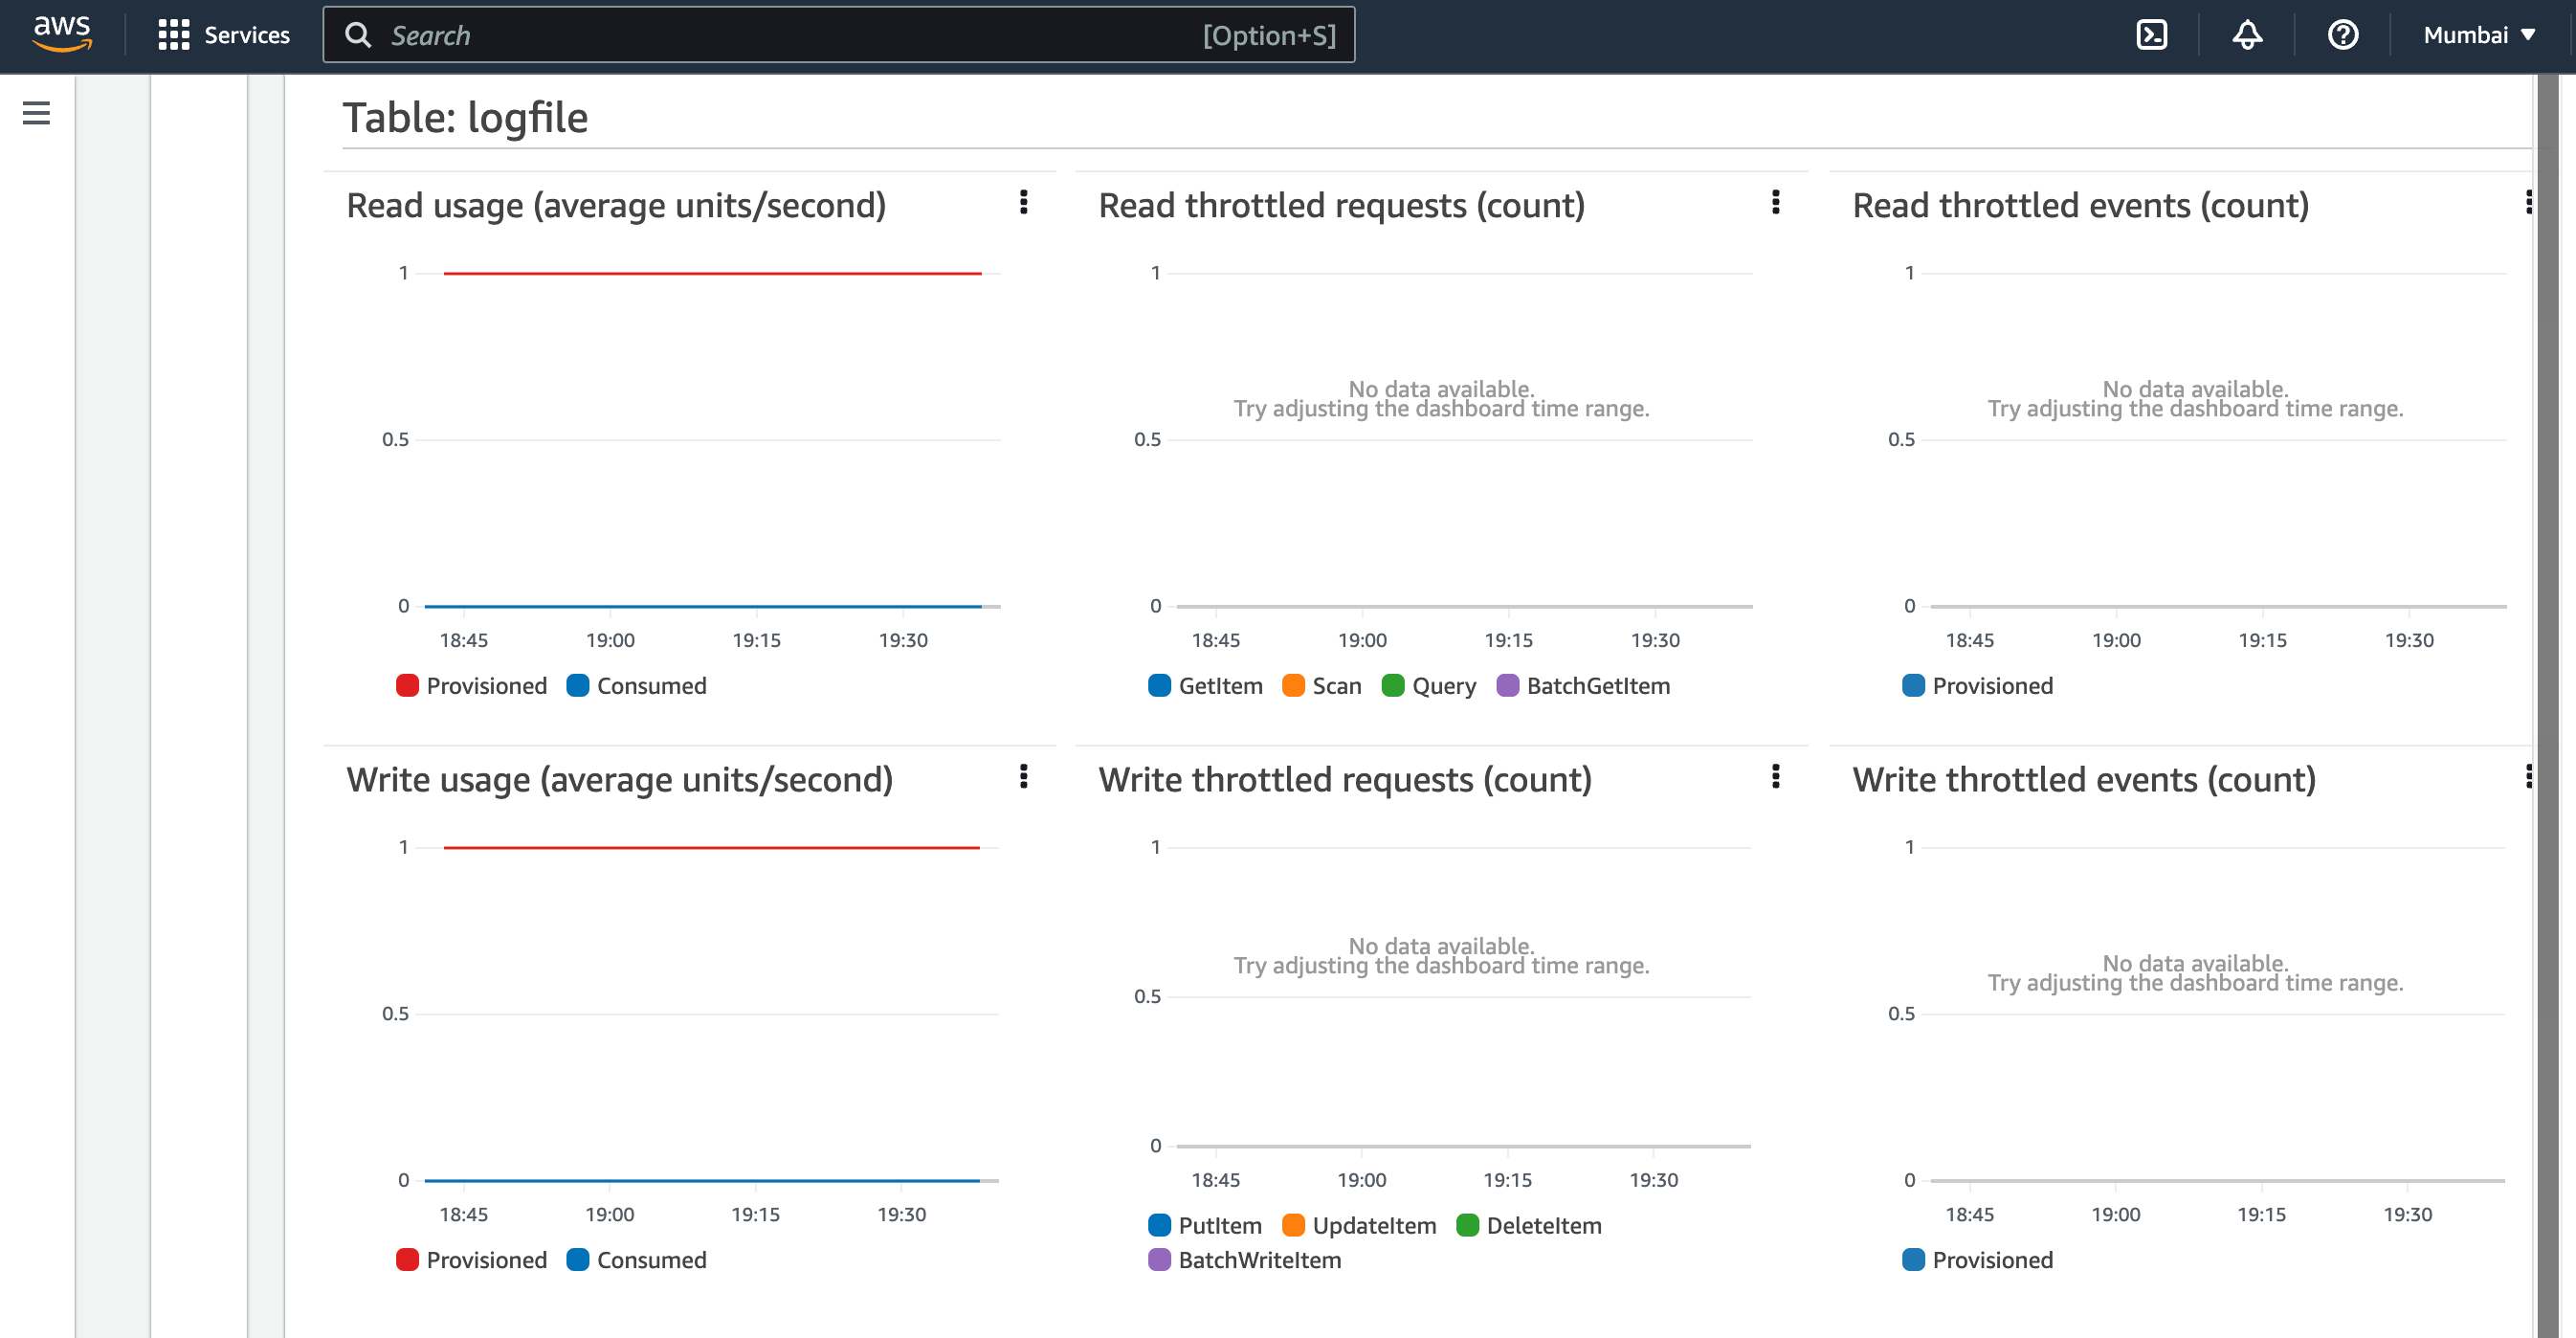 aws Services Search [Option+S] Mumbai
Table: logfile
Read usage (average units/second)
1
0.5
0
18:45 19:00 19:15 19:30
Provisioned Consumed
Read throttled requests (count)
1
No data available.
Try adjusting the dashboard time range.
0.5
0
18:45 19:00 19:15 19:30
GetItem Scan Query BatchGetItem
Read throttled events (count)
1
No data available.
Try adjusting the dashboard time range.
0.5
0
18:45 19:00 19:15 19:30
Provisioned
Write usage (average units/second)
1
0.5
0
18:45 19:00 19:15 19:30
Provisioned Consumed
Write throttled requests (count)
1
No data available.
Try adjusting the dashboard time range.
0.5
0
18:45 19:00 19:15 19:30
PutItem UpdateItem DeleteItem
BatchWriteItem
Write throttled events (count)
1
No data available.
Try adjusting the dashboard time range.
0.5
0
18:45 19:00 19:15 19:30
Provisioned